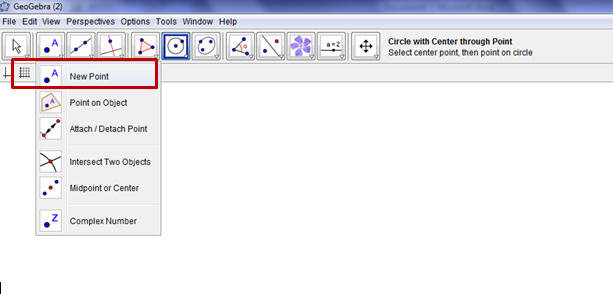 GeoGebra (2)
File Edit View Perspectives Options Tools Window Help
A
a = 2
Circle with Center through Point
Select center point, then point on circle
A New Point
A Point on Object
Attach / Detach Point
Intersect Two Objects
Midpoint or Center
Z Complex Number